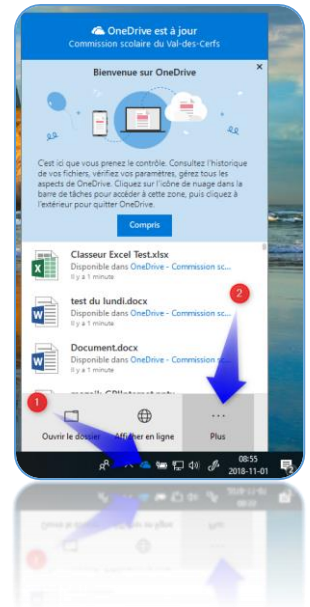 OneDrive est à jour
Commission scolaire du Val-des-Cerfs
Bienvenue sur OneDrive
×
C'est ici que vous prenez le contrôle. Consultez l'historique
de vos fichiers, vérifiez vos paramètres, gérez tous les
aspects de OneDrive. Cliquez sur l'icône de nuage dans la
barre de tâches pour accéder à cette zone, puis cliquez à
l'extérieur pour quitter OneDrive.
Compris
Classeur Excel Test.xlsx
Disponible dans OneDrive - Commission sc...
Il y a 1 minute
2
test du lundi.docx
Disponible dans OneDrive - Commission sc...
Il y a 1 minute
Document.docx
Disponible dans OneDrive - Commission sc...
Il y a 1 minute
1
Ouvrir le dossier
Afficher en ligne
Plus
08:55
2018-11-01